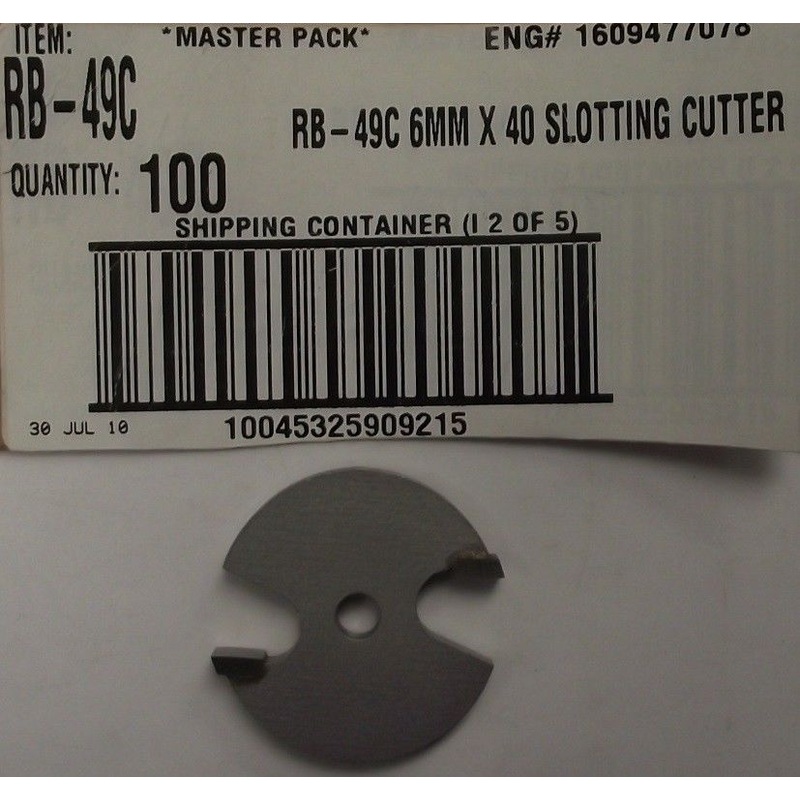 ITEM: *MASTER PACK* ENG# 1609477078
RB-49C
RB-49C 6MM X 40 SLOTTING CUTTER
QUANTITY: 100
SHIPPING CONTAINER (I 2 OF 5)
30 JUL 10 10045325909215